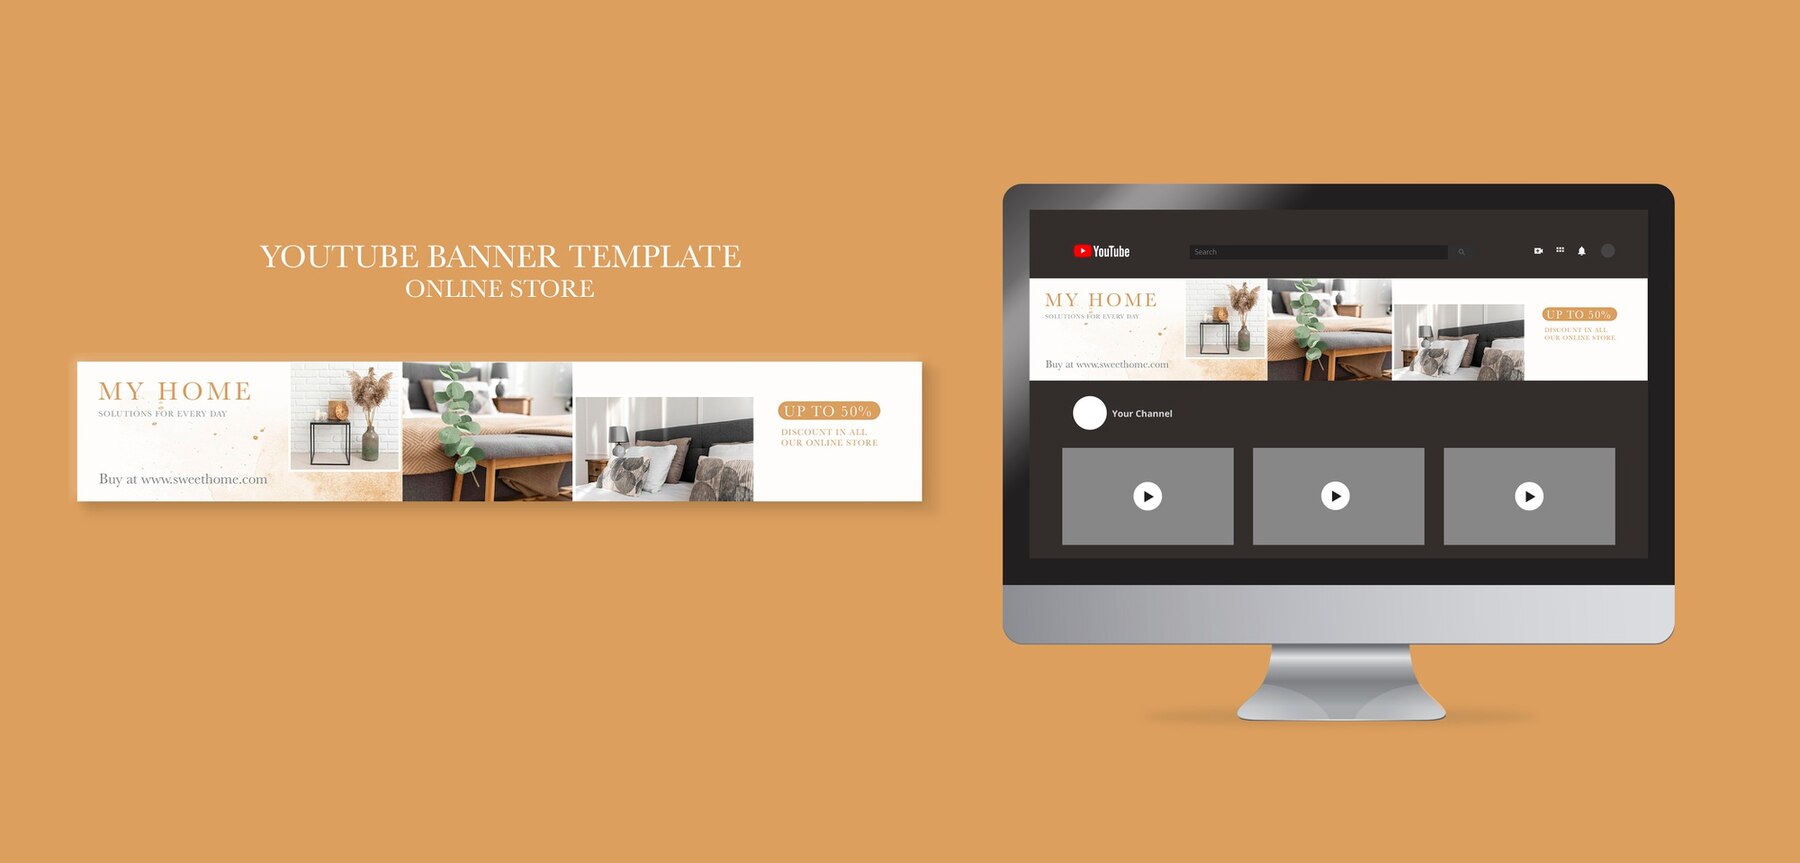 YOUTUBE BANNER TEMPLATE
ONLINE STORE
MY HOME
SOLUTIONS FOR EVERY DAY
Buy at www.sweethome.com
UP TO 50%
DISCOUNT IN ALL
OUR ONLINE STORE
YouTube
Search
MY HOME
SOLUTIONS FOR EVERY DAY
Buy at www.sweethome.com
UP TO 50%
DISCOUNT IN ALL
OUR ONLINE STORE
Your Channel